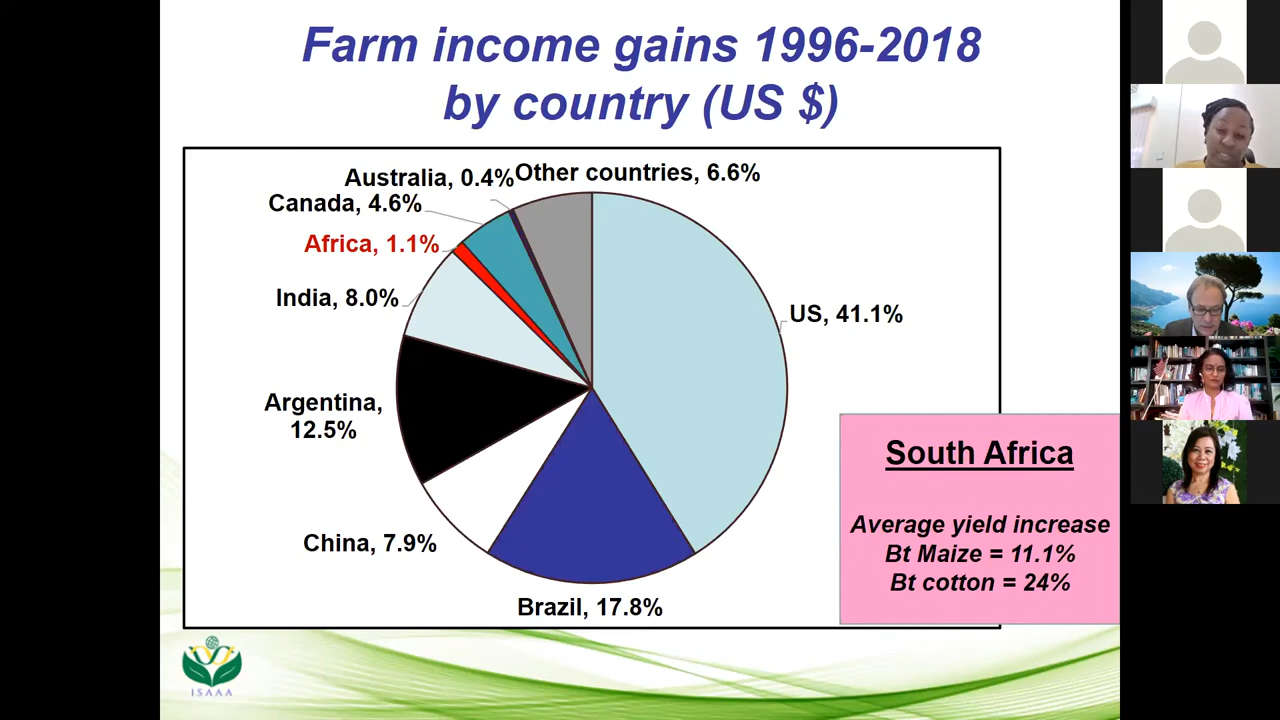 Farm income gains 1996-2018
by country (US $)
Australia, 0.4%
Other countries, 6.6%
Canada, 4.6%
Africa, 1.1%
India, 8.0%
US, 41.1%
Argentina,
12.5%
China, 7.9%
Brazil, 17.8%
South Africa
Average yield increase
Bt Maize = 11.1%
Bt cotton = 24%
ISAAA